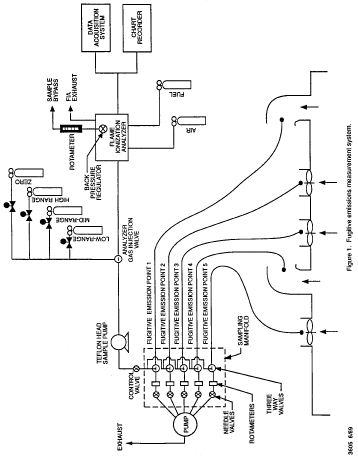 DATA
ACQUISITION
SYSTEM
CHART
RECORDER
SAMPLE
BYPASS
FIA
EXHAUST
ROTAMETER
FLAME
IONIZATION
ANALYZER
FUEL
AIR
BACK
PRESSURE
REGULATOR
ZERO
HIGH RANGE
MID-RANGE
LOW-RANGE
ANALYZER
GAS INJECTION
VALVE
TEFLON HEAD
SAMPLE PUMP
FUGITIVE EMISSION POINT 1
FUGITIVE EMISSION POINT 2
FUGITIVE EMISSION POINT 3
FUGITIVE EMISSION POINT 4
FUGITIVE EMISSION POINT 5
CONTROL
VALVE
SAMPLING
MANIFOLD
EXHAUST
PUMP
NEEDLE
VALVES
ROTAMETERS
THREE
WAY
VALVES
Figure 1. Fugitive emissions measurement system.
3605 6/89